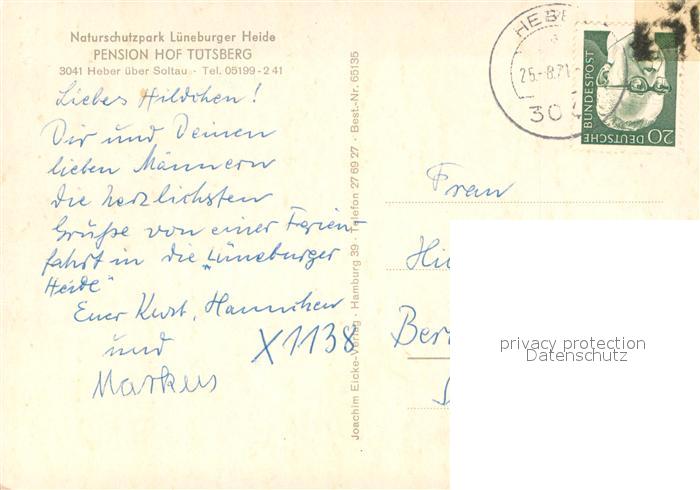 Naturschutzpark Lüneburger Heide
PENSION HOF TÜTSBERG
3041 Heber über Soltau · Tel. 05199-241
Liebes Hildchen!
Dir und Deinen
lieben Männern
die herzlichsten
Grüße von einer Ferien-
fahrt in die „Lüneburger
Heide"
Euer Kurt, Hannchen
und
Markus
X1138
Joachim Eicke-Verlag · Hamburg 39 · Telefon 27 69 27 · Best.-Nr. 65135
25.-8.71
DEUTSCHE BUNDESPOST
20
Frau
privacy protection
Datenschutz